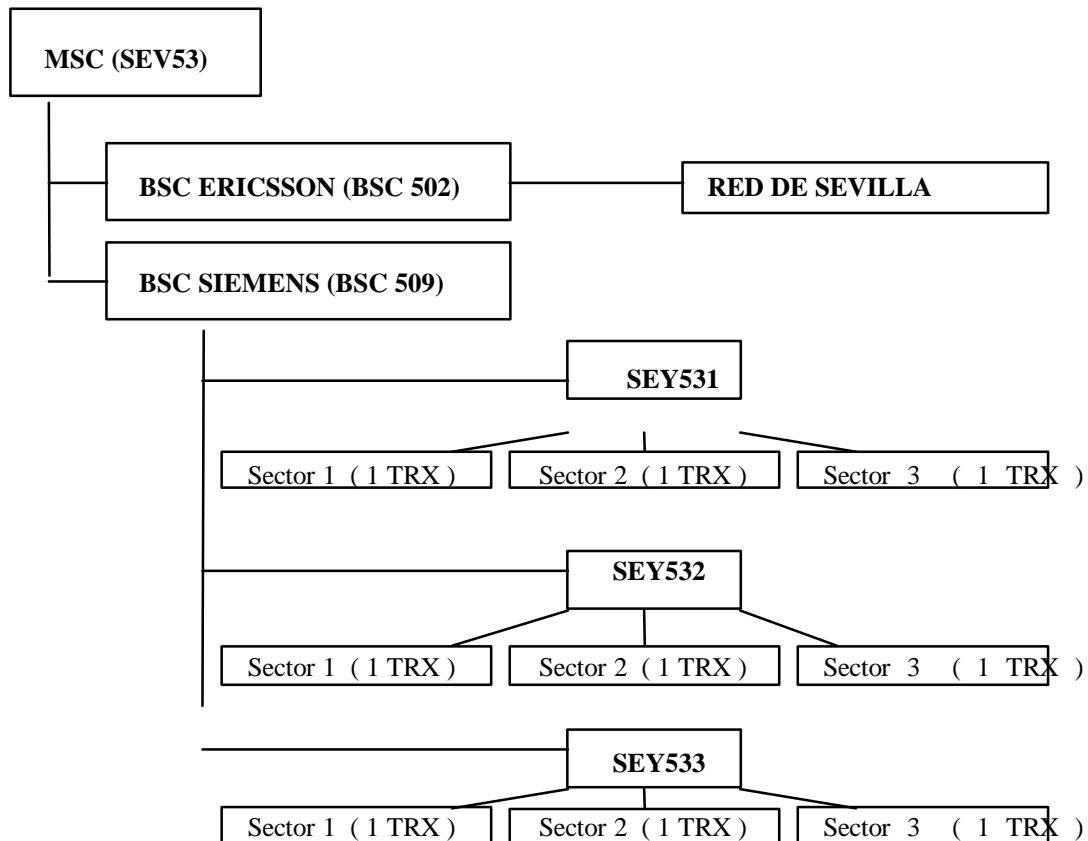 MSC (SEV53)
BSC ERICSSON (BSC 502)
RED DE SEVILLA
BSC SIEMENS (BSC 509)
SEY531
Sector 1 ( 1 TRX )
Sector 2 ( 1 TRX )
Sector 3 ( 1 TRX )
SEY532
Sector 1 ( 1 TRX )
Sector 2 ( 1 TRX )
Sector 3 ( 1 TRX )
SEY533
Sector 1 ( 1 TRX )
Sector 2 ( 1 TRX )
Sector 3 ( 1 TRX )